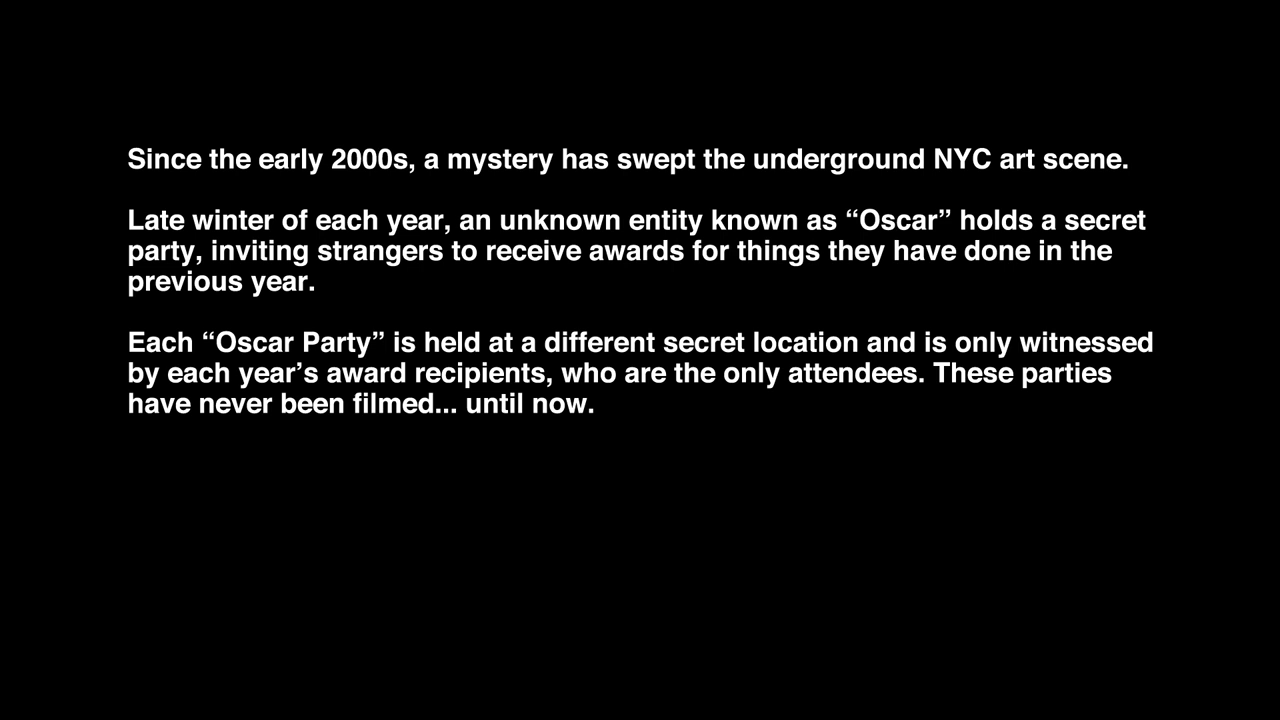 Since the early 2000s, a mystery has swept the underground NYC art scene.
Late winter of each year, an unknown entity known as “Oscar” holds a secret
party, inviting strangers to receive awards for things they have done in the
previous year.
Each “Oscar Party” is held at a different secret location and is only witnessed
by each year’s award recipients, who are the only attendees. These parties
have never been filmed... until now.